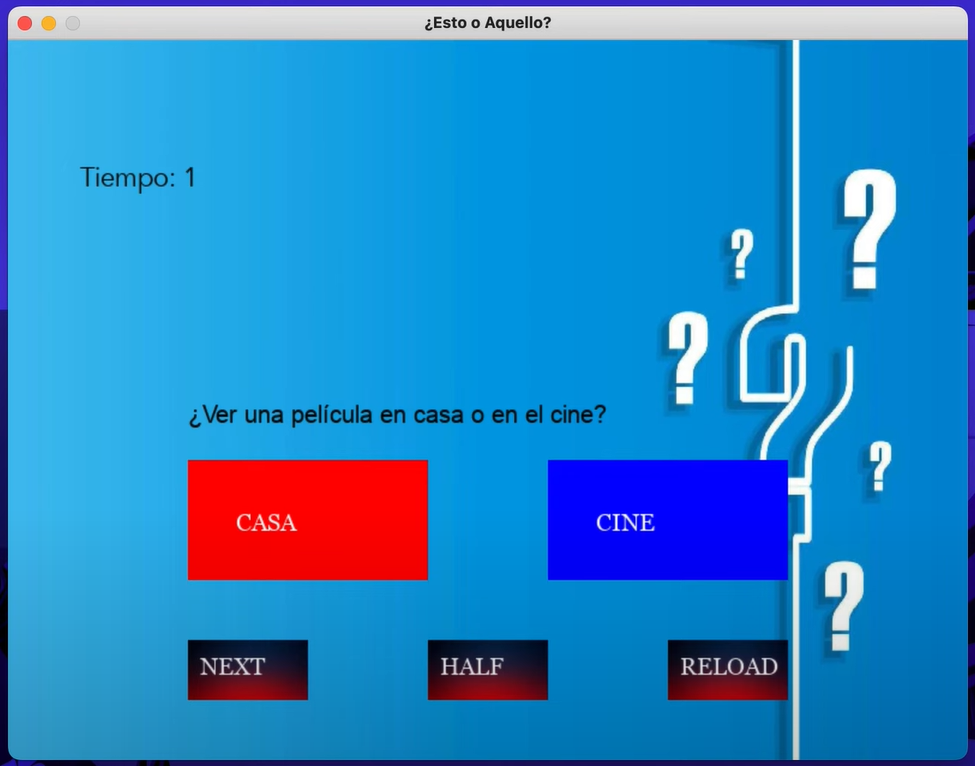 ¿Esto o Aquello?
Tiempo: 1
?
?
?
¿Ver una película en casa o en el cine?
?
CASA
CINE
?
NEXT
HALF
RELOAD